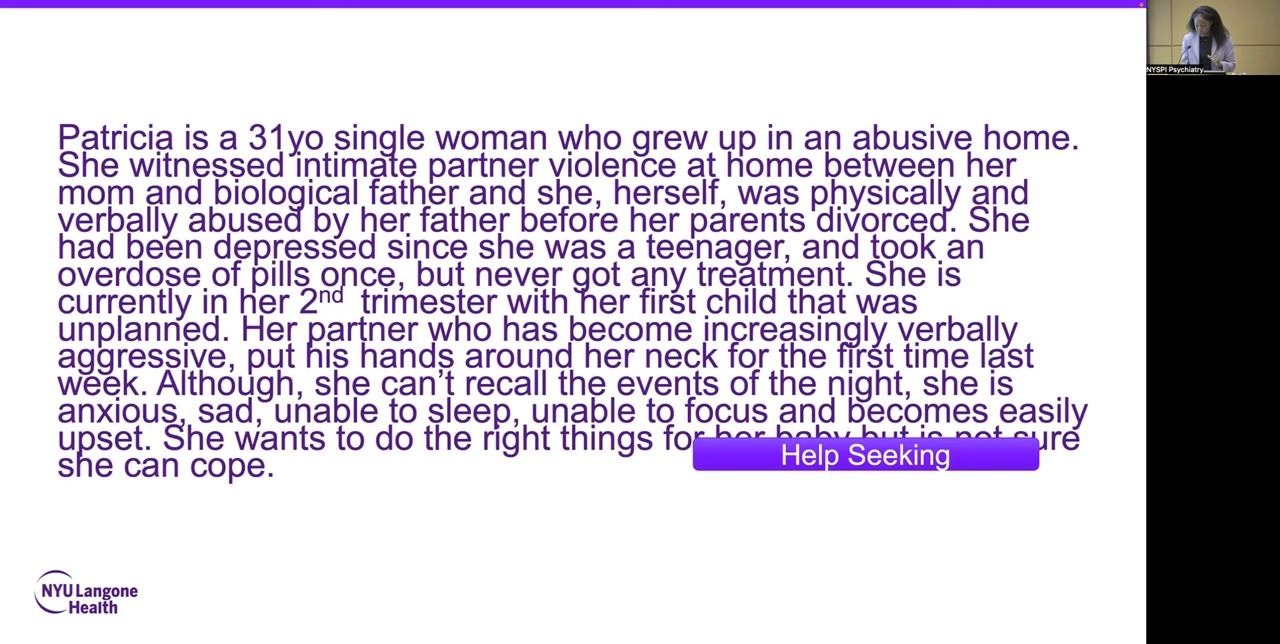 NYSPI Psychiatry
Patricia is a 31yo single woman who grew up in an abusive home.
She witnessed intimate partner violence at home between her
mom and biological father and she, herself, was physically and
verbally abused by her father before her parents divorced. She
had been depressed since she was a teenager, and took an
overdose of pills once, but never got any treatment. She is
currently in her 2nd trimester with her first child that was
unplanned. Her partner who has become increasingly verbally
aggressive, put his hands around her neck for the first time last
week. Although, she can't recall the events of the night, she is
anxious, sad, unable to sleep, unable to focus and becomes easily
upset. She wants to do the right things for her baby but is not sure
she can cope.
Help Seeking
NYU Langone
Health